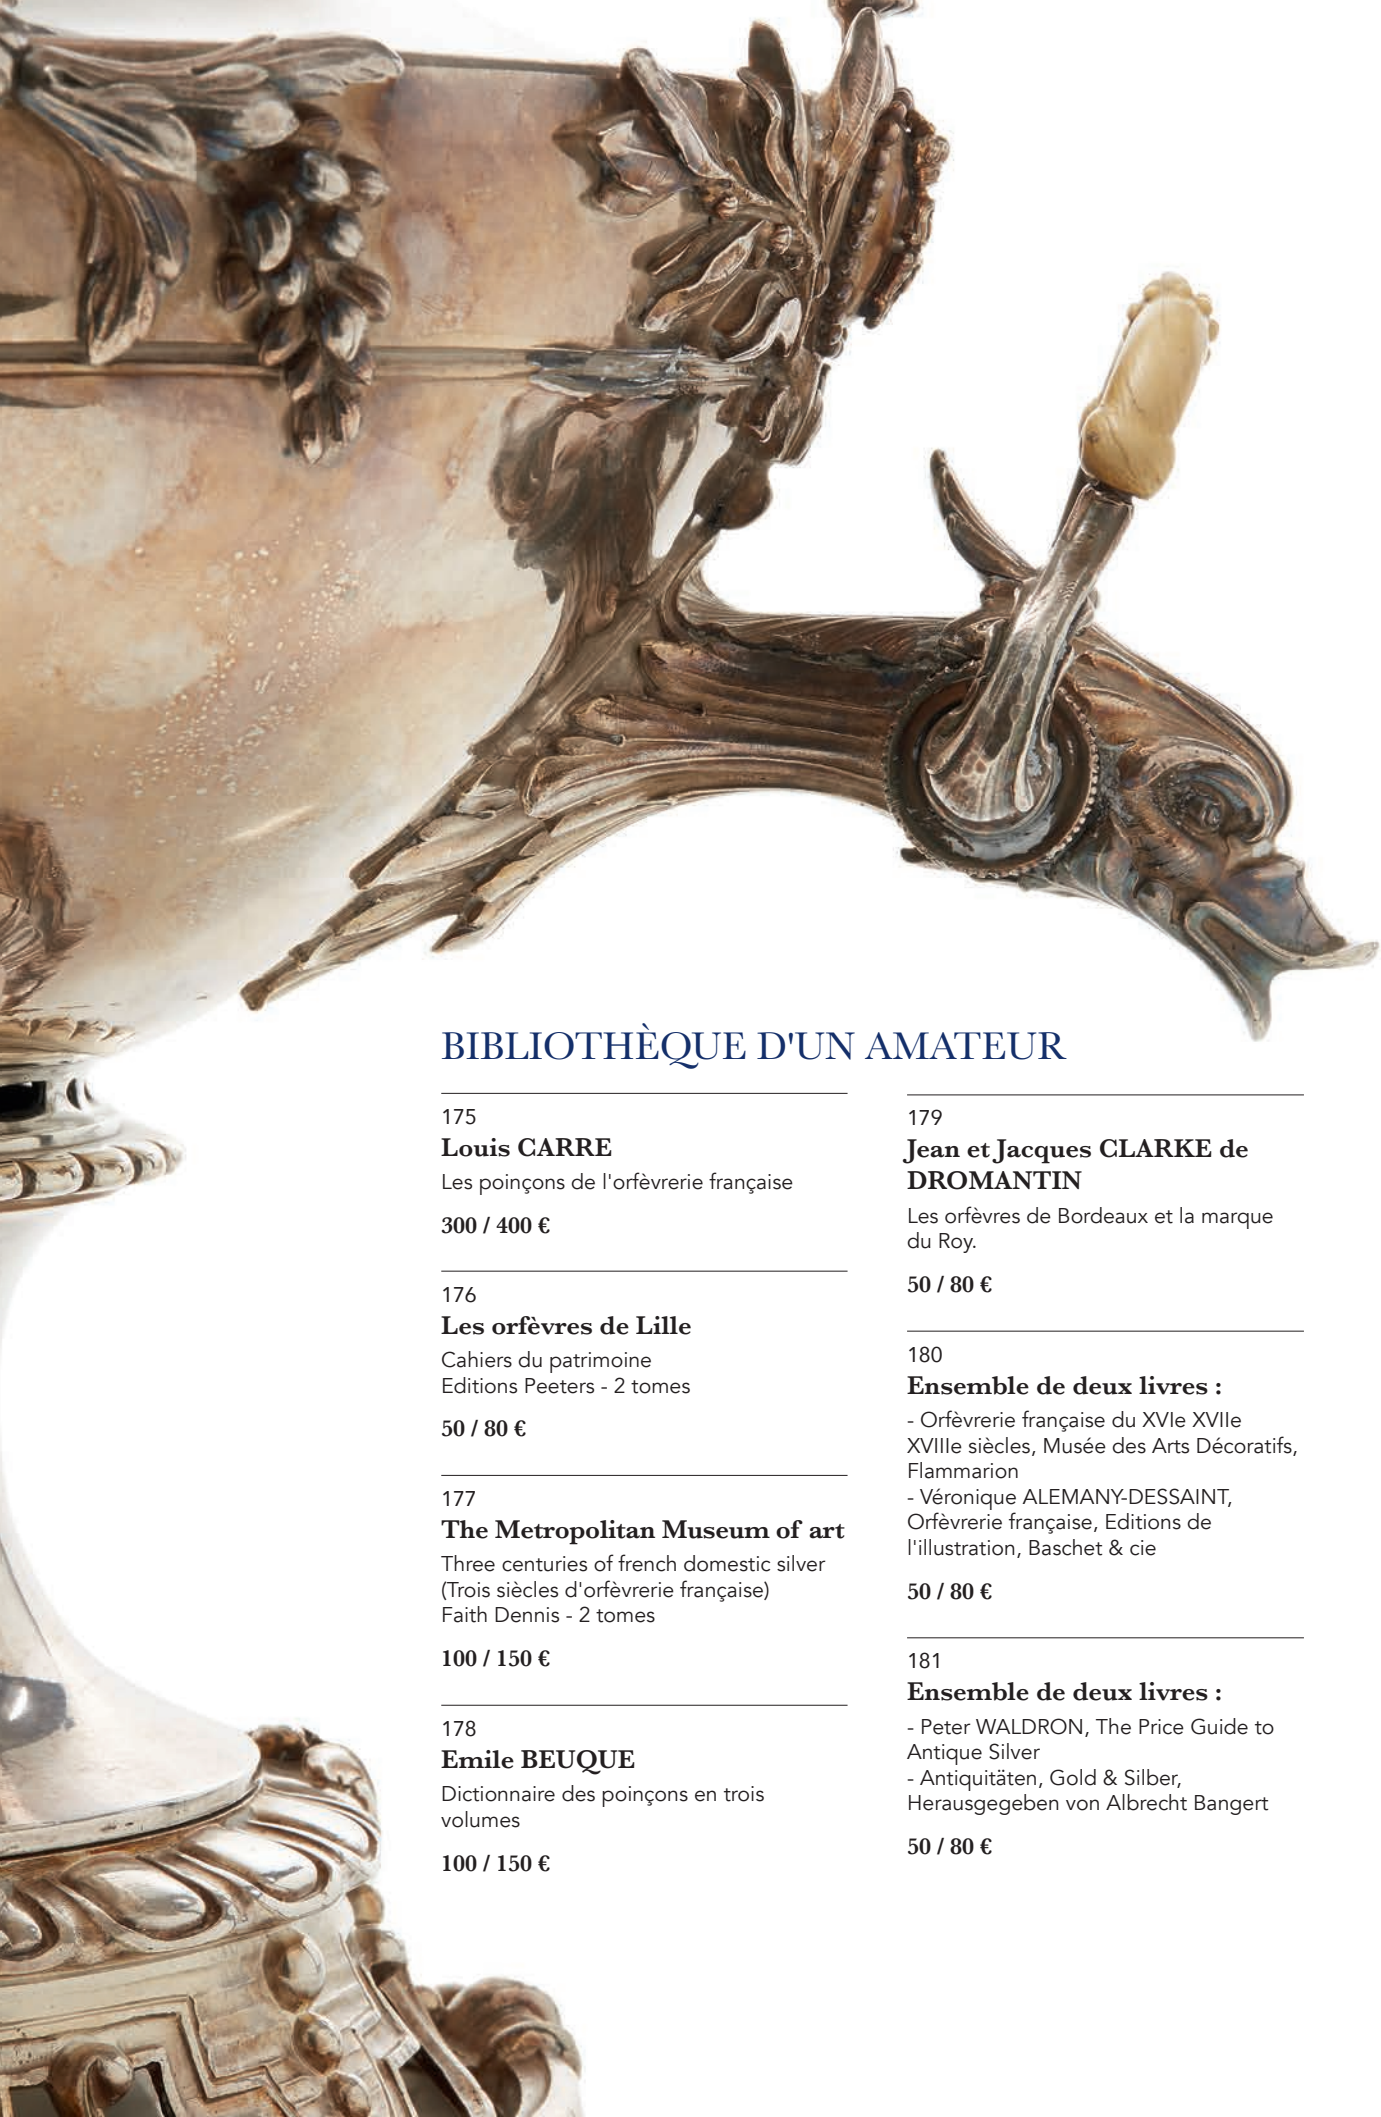 BIBLIOTHÈQUE D'UN AMATEUR
175
Louis CARRE
Les poinçons de l'orfèvrerie française
300 / 400 €
176
Les orfèvres de Lille
Cahiers du patrimoine
Editions Peeters - 2 tomes
50 / 80 €
177
The Metropolitan Museum of art
Three centuries of french domestic silver
(Trois siècles d'orfèvrerie française)
Faith Dennis - 2 tomes
100 / 150 €
178
Emile BEUQUE
Dictionnaire des poinçons en trois
volumes
100 / 150 €
179
Jean et Jacques CLARKE de
DROMANTIN
Les orfèvres de Bordeaux et la marque
du Roy.
50 / 80 €
180
Ensemble de deux livres :
- Orfèvrerie française du XVIe XVIIe
XVIIIe siècles, Musée des Arts Décoratifs,
Flammarion
- Véronique ALEMANY-DESSAINT,
Orfèvrerie française, Editions de
l'illustration, Baschet & cie
50 / 80 €
181
Ensemble de deux livres :
- Peter WALDRON, The Price Guide to
Antique Silver
- Antiquitäten, Gold & Silber,
Herausgegeben von Albrecht Bangert
50 / 80 €